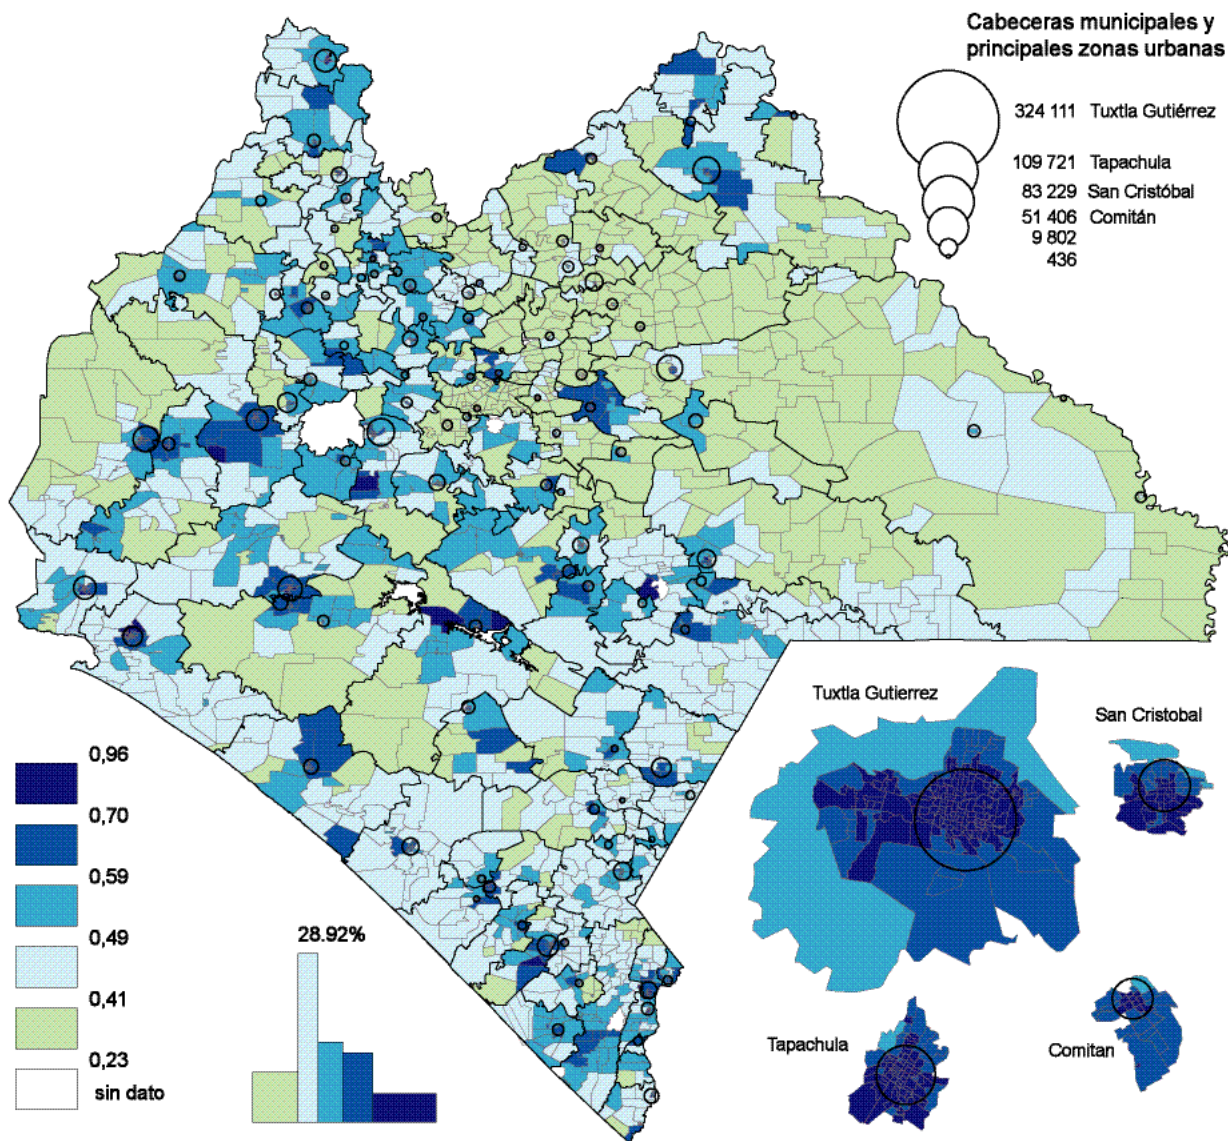 Cabeceras municipales y
principales zonas urbanas
324 111 Tuxtla Gutiérrez
109 721 Tapachula
83 229 San Cristóbal
51 406 Comitán
9 802
436
Tuxtla Gutierrez
San Cristobal
Tapachula
Comitan
0,96
0,70
0,59
0,49
0,41
0,23
sin dato
28.92%